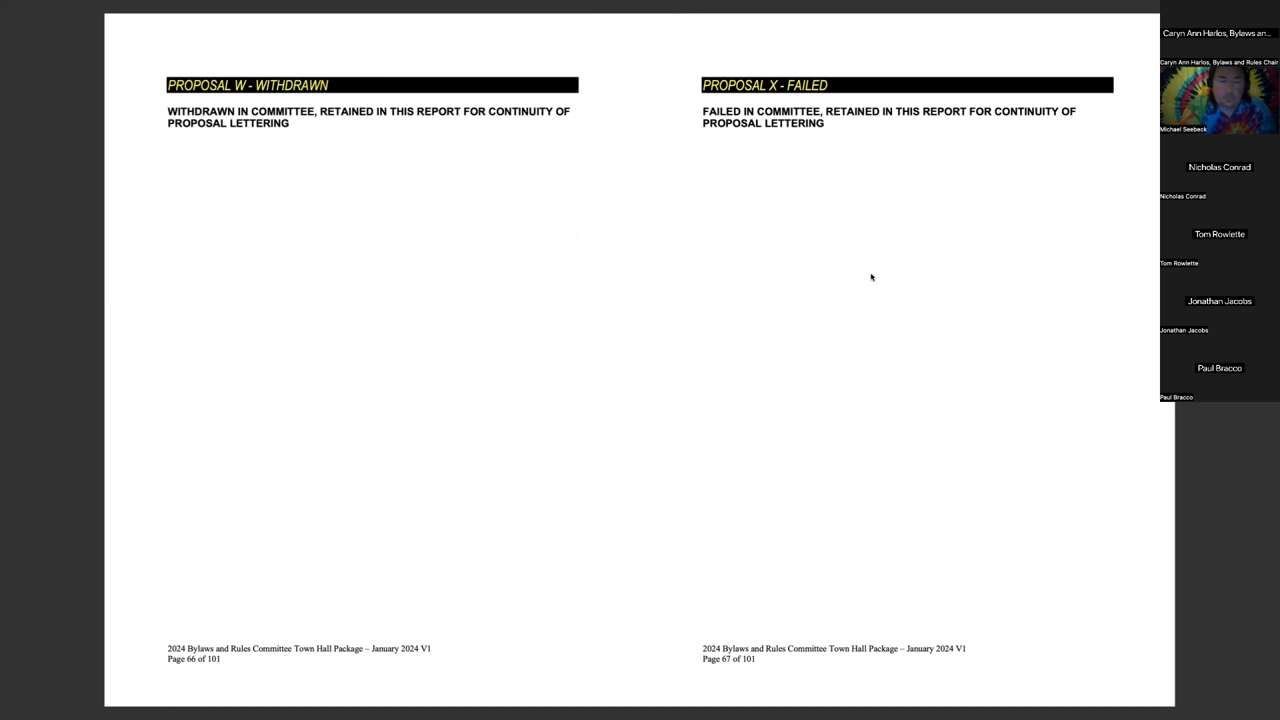 PROPOSAL W - WITHDRAWN
WITHDRAWN IN COMMITTEE, RETAINED IN THIS REPORT FOR CONTINUITY OF
PROPOSAL LETTERING
2024 Bylaws and Rules Committee Town Hall Package – January 2024 V1
Page 66 of 101
PROPOSAL X - FAILED
FAILED IN COMMITTEE, RETAINED IN THIS REPORT FOR CONTINUITY OF
PROPOSAL LETTERING
2024 Bylaws and Rules Committee Town Hall Package – January 2024 V1
Page 67 of 101
Caryn Ann Harlos, Bylaws an...
Caryn Ann Harlos, Bylaws and Rules Chair
Michael Seebeck
Nicholas Conrad
Nicholas Conrad
Tom Rowlette
Tom Rowlette
Jonathan Jacobs
Jonathan Jacobs
Paul Bracco
Paul Bracco